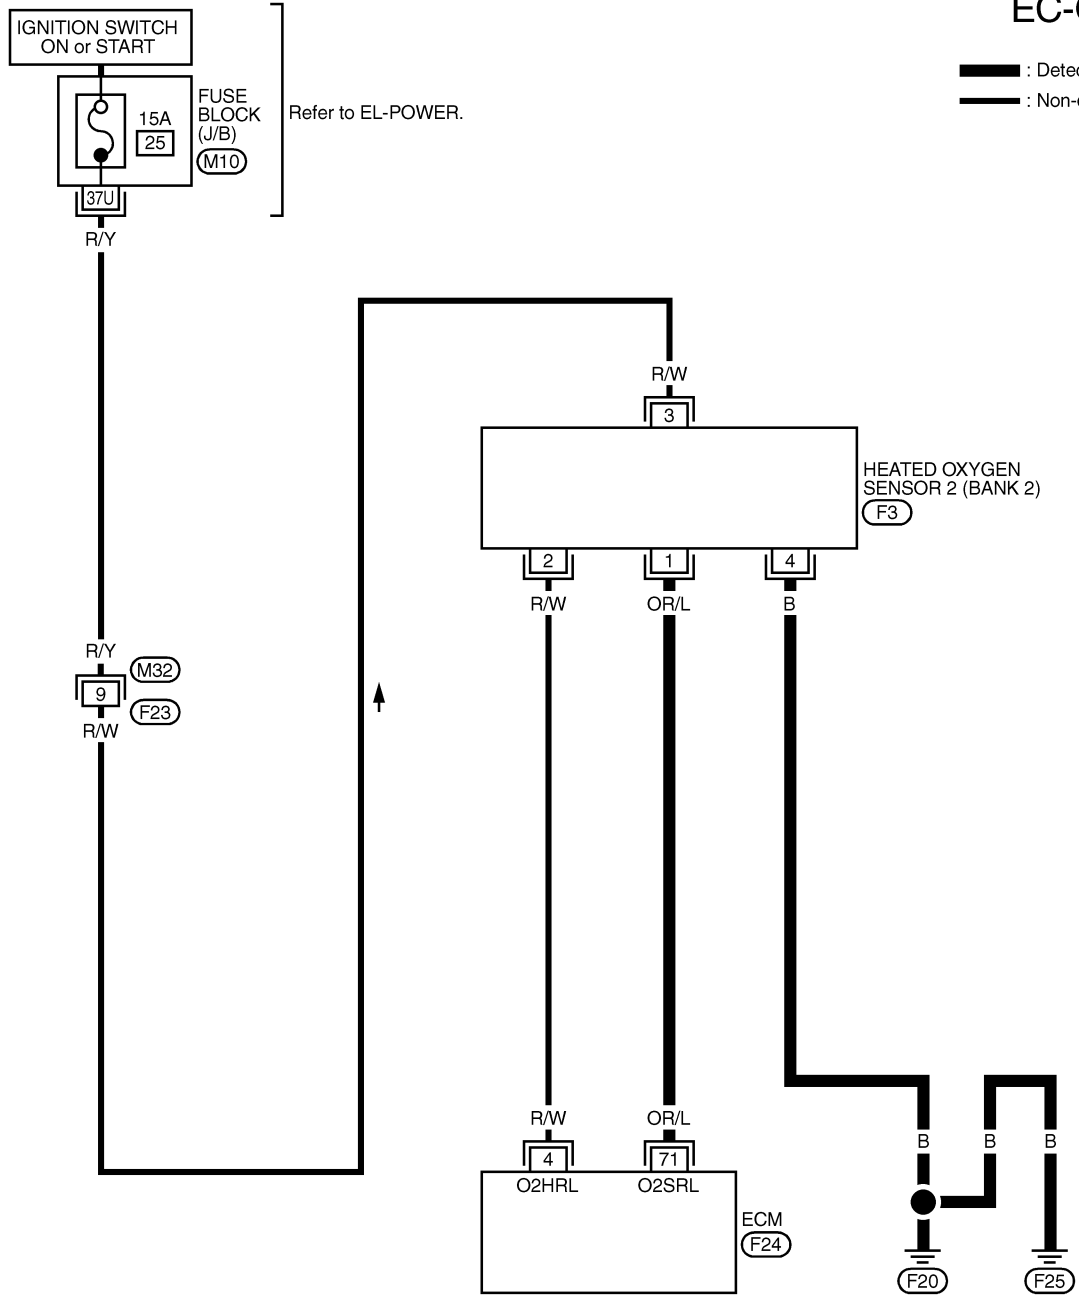 EC-
IGNITION SWITCH
ON or START
FUSE
BLOCK
(J/B)
M10
15A
25
37U
Refer to EL-POWER.
: Detec
: Non-
R/Y
R/W
3
HEATED OXYGEN
SENSOR 2 (BANK 2)
F3
2
1
4
R/W
OR/L
B
R/Y
M32
9
F23
R/W
R/W
OR/L
B
B
B
4
71
O2HRL
O2SRL
ECM
F24
F20
F25